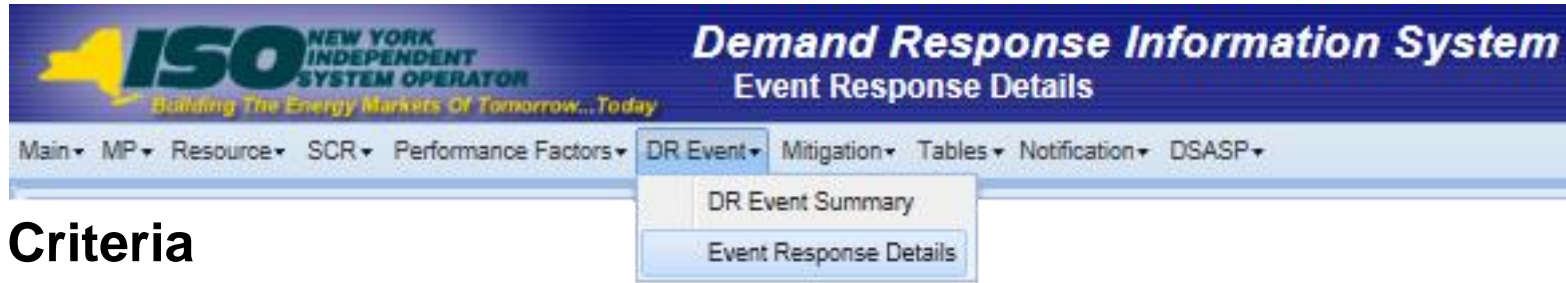 ISO NEW YORK
INDEPENDENT
SYSTEM OPERATOR
Building The Energy Markets Of Tomorrow...Today
Demand Response Information System
Event Response Details
Main MP Resource SCR Performance Factors DR Event Mitigation Tables Notification DSASP
DR Event Summary
Event Response Details
Criteria